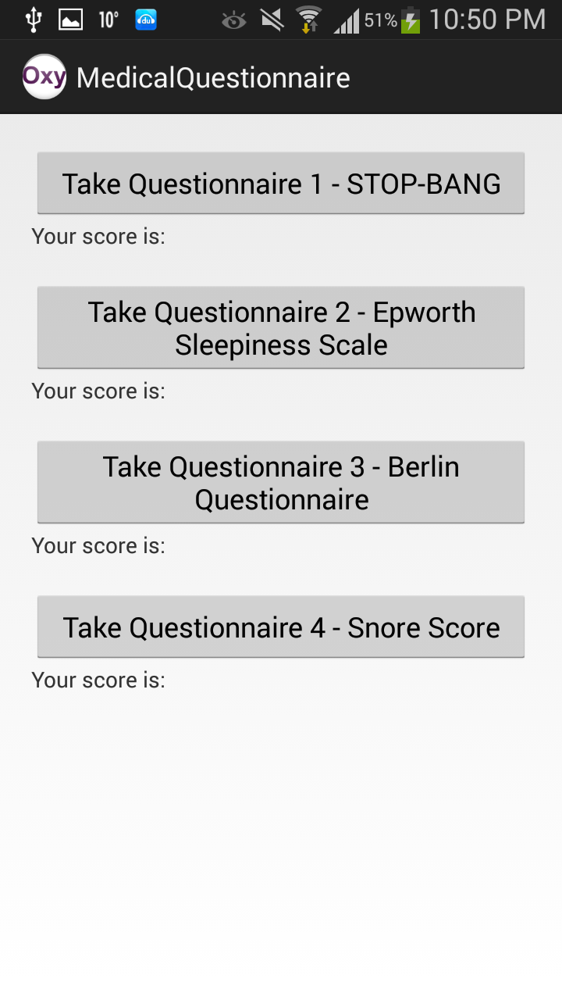 10°
du
51%
10:50 PM
Oxy
MedicalQuestionnaire
Take Questionnaire 1 - STOP-BANG
Your score is:
Take Questionnaire 2 - Epworth
Sleepiness Scale
Your score is:
Take Questionnaire 3 - Berlin
Questionnaire
Your score is:
Take Questionnaire 4 - Snore Score
Your score is: